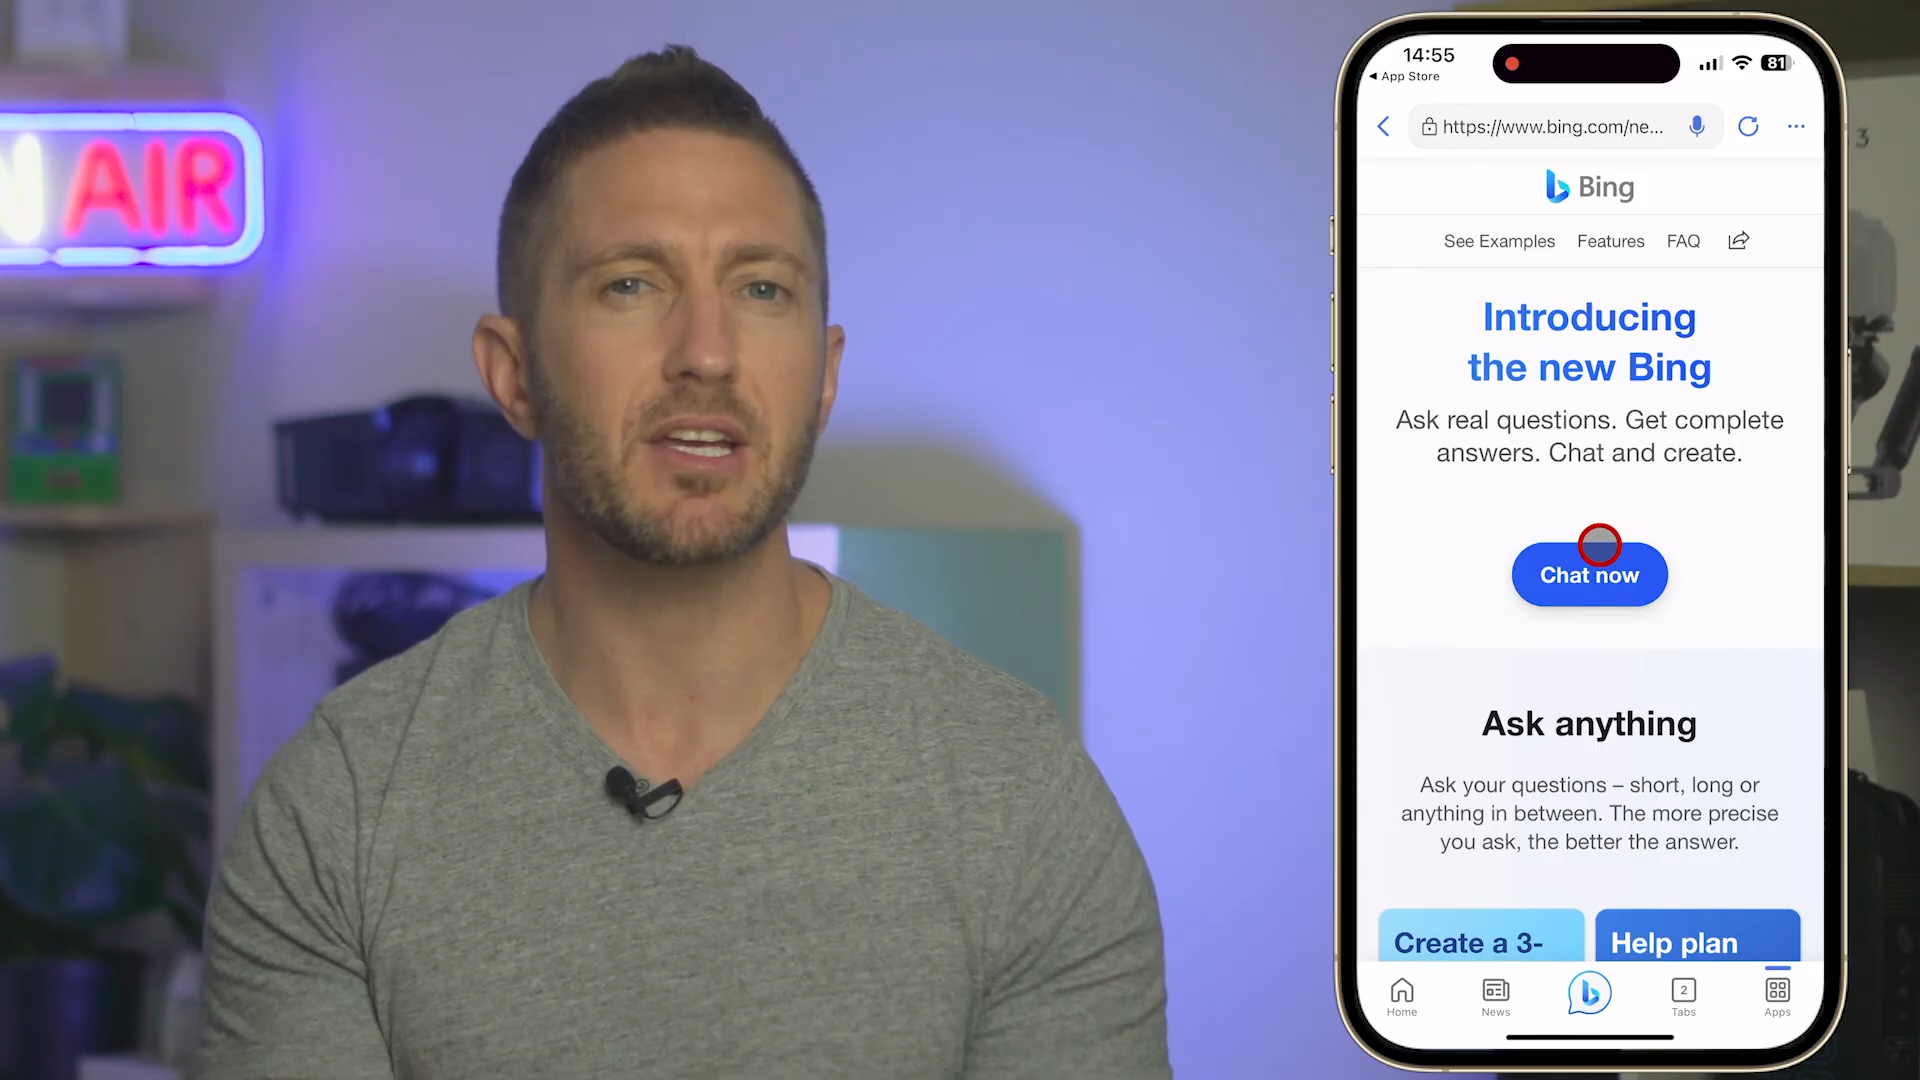 N AIR
14:55
81
App Store
https://www.bing.com/ne...
Bing
See Examples
Features
FAQ
Introducing
the new Bing
Ask real questions. Get complete
answers. Chat and create.
Chat now
Ask anything
Ask your questions – short, long or
anything in between. The more precise
you ask, the better the answer.
Create a 3-
Help plan
Home
News
2
Tabs
Apps
3